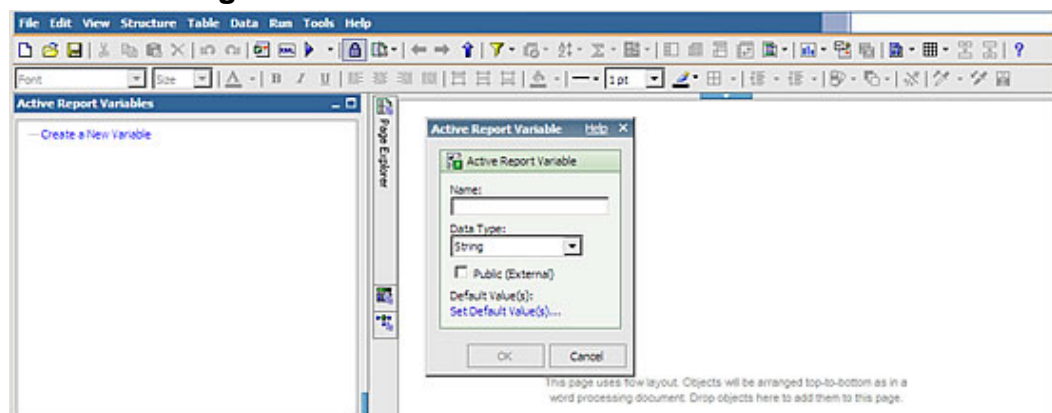 File Edit View Structure Table Data Run Tools Help
Font Size A B I U 1 pt
Active Report Variables
Create a New Variable
Page Explorer
Active Report Variable Help
Active Report Variable
Name:
Data Type:
String
Public (External)
Default Value(s):
Set Default Value(s)...
OK Cancel
This page uses flow layout. Objects will be arranged top-to-bottom as in a
word processing document. Drop objects here to add them to this page.